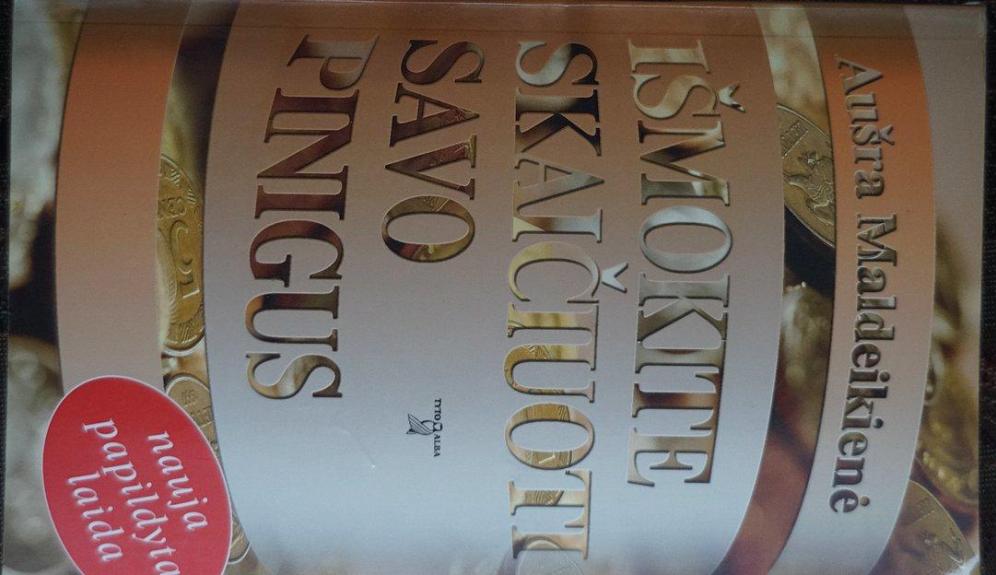 Aušra Maldeikienė
IŠMOKITE
SKAIČIUOTI
SAVO
PINIGUS
TYTO ALBA
nauja
papildyta
laida